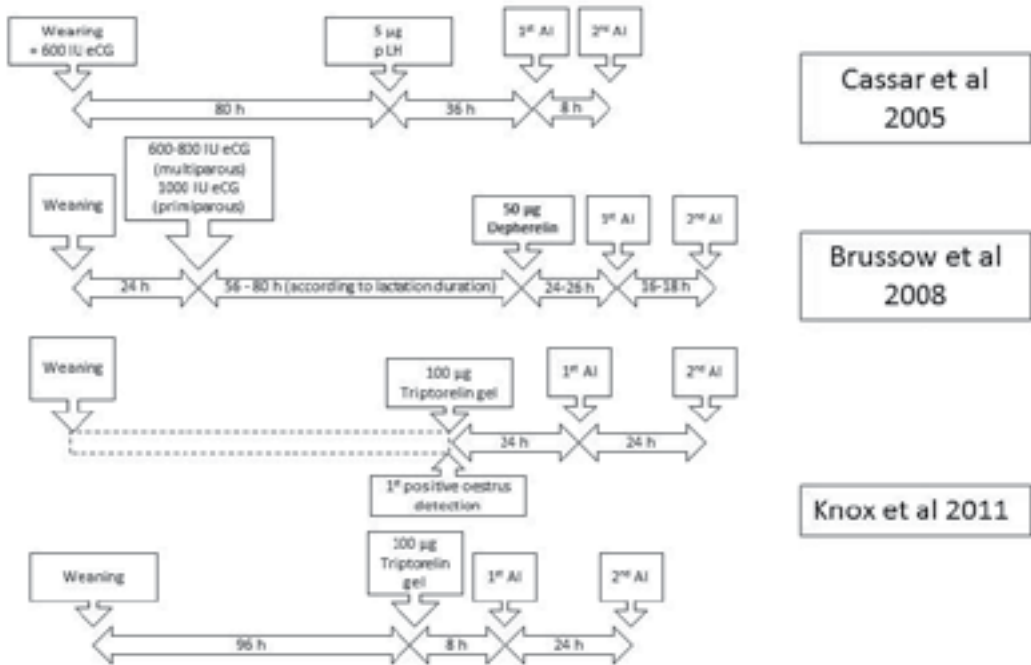 Weaning
+ 600 IU eCG
5 µg
pLH
1st AI
2nd AI
80 h
36 h
8 h
Cassar et al
2005
Weaning
600-800 IU eCG
(multiparous)
1000 IU eCG
(primiparous)
50 µg
Depherelin
1st AI
2nd AI
24 h
56 - 80 h (according to lactation duration)
24-26 h
16-18 h
Brussow et al
2008
Weaning
100 µg
Triptorelin gel
1st AI
2nd AI
24 h
24 h
1st positive oestrus
detection
Knox et al 2011
Weaning
100 µg
Triptorelin
gel
1st AI
2nd AI
96 h
8 h
24 h